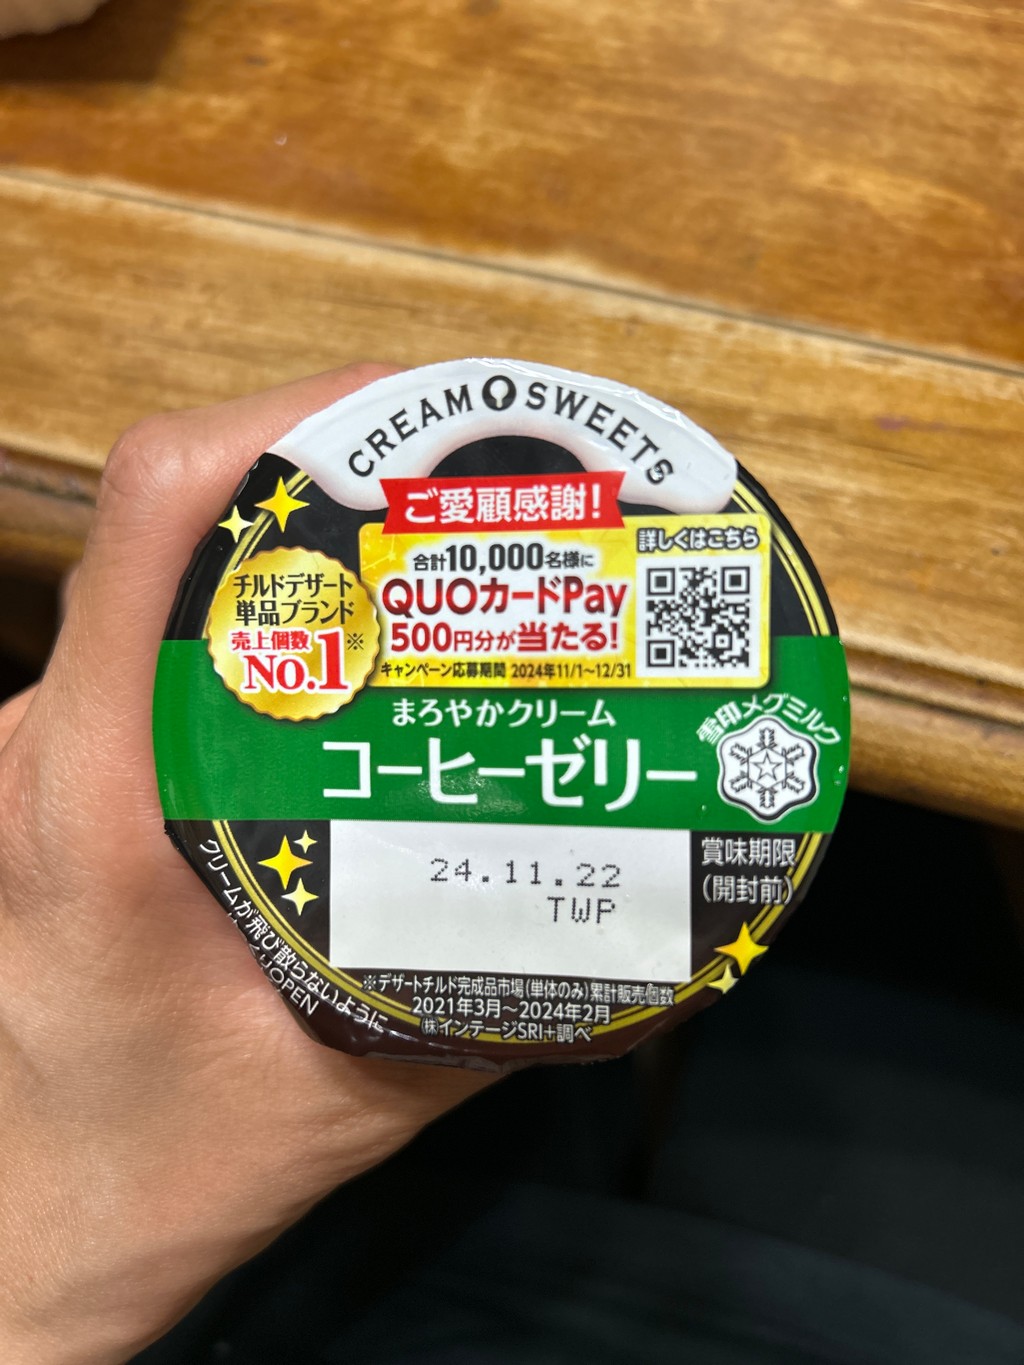 CREAM SWEETS
ご愛顧感謝!
合計10,000名様に
QUOカードPay
500円分が当たる!
キャンペーン応募期間 2024年11/1～12/31
詳しくはこちら
チルドデザート
単品ブランド
売上個数
No.1※
まろやかクリーム
コーヒーゼリー
雪印メグミルク
24.11.22
TWP
賞味期限
(開封前)
クリームが飛び散らないように
OPEN
※デザートチルド完成品市場(単体のみ)累計販売個数
2021年3月～2024年2月
㈱インテージSRI+調べ